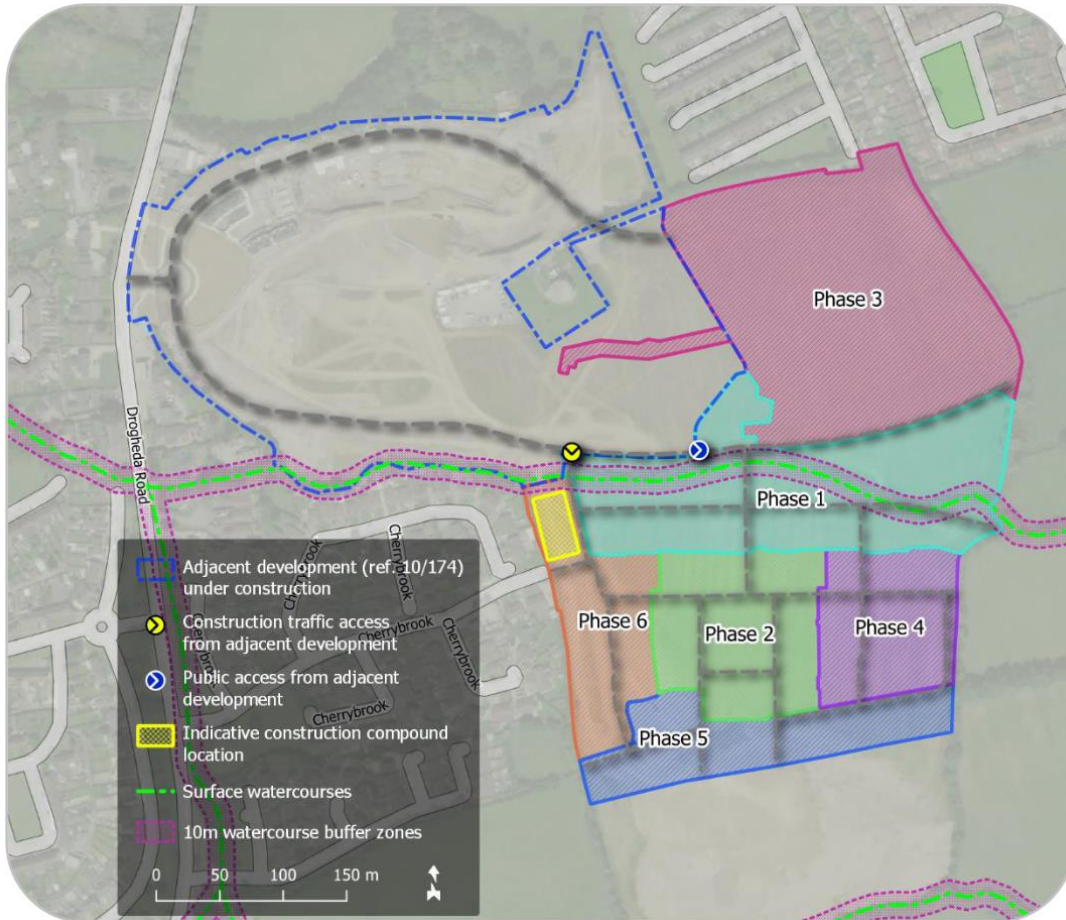 Phase 3
Drogheda Road
Phase 1
Cherrybrook
Cherrybrook
Cherrybrook
Cherrybrook
Cherrybrook
Phase 6
Phase 2
Phase 4
Phase 5
Adjacent development (ref. 10/174)
under construction
Construction traffic access
from adjacent development
Public access from adjacent
development
Indicative construction compound
location
Surface watercourses
10m watercourse buffer zones
0 50 100 150 m